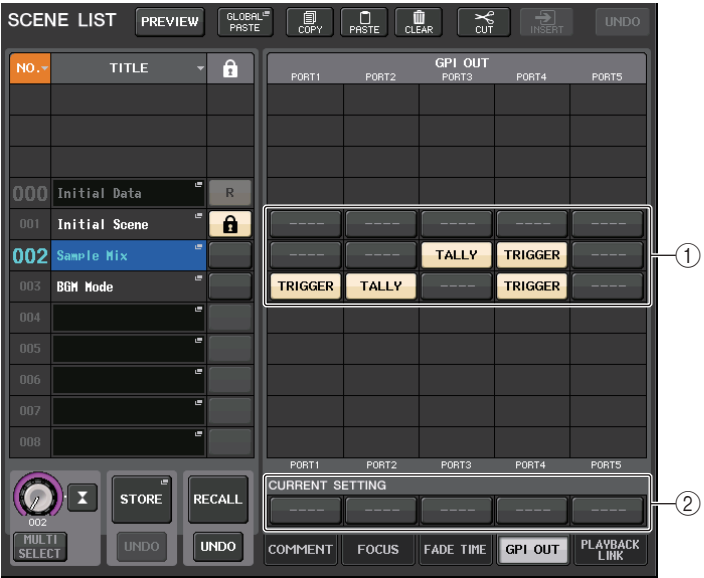 SCENE LIST PREVIEW GLOBAL PASTE COPY PASTE CLEAR CUT INSERT UNDO
NO. TITLE GPI OUT
PORT1 PORT2 PORT3 PORT4 PORT5
000 Initial Data R
001 Initial Scene ---- ---- ---- ---- ---- ①
002 Sample Mix ---- ---- TALLY TRIGGER ----
003 BGM Mode TRIGGER TALLY ---- TRIGGER ----
004
005
006
007
008
PORT1 PORT2 PORT3 PORT4 PORT5
CURRENT SETTING
---- ---- ---- ---- ---- ②
002 STORE RECALL
MULTI SELECT UNDO UNDO
COMMENT FOCUS FADE TIME GPI OUT PLAYBACK LINK